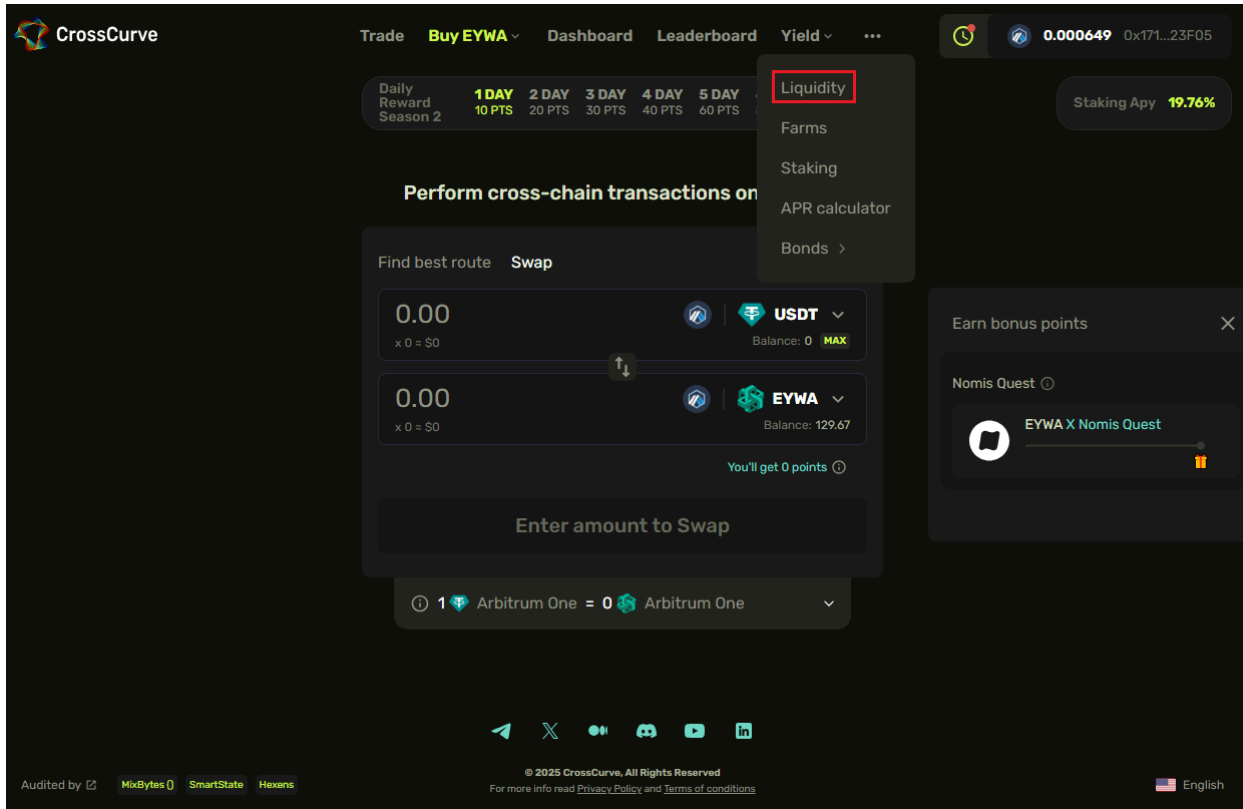 CrossCurve
Trade Buy EYWA Dashboard Leaderboard Yield ...
0.000649 0x171...23F05
Liquidity
Farms
Staking
APR calculator
Bonds
Daily
Reward
Season 2
1 DAY 2 DAY 3 DAY 4 DAY 5 DAY
10 PTS 20 PTS 30 PTS 40 PTS 60 PTS
Staking Apy 19.76%
Perform cross-chain transactions on
Find best route Swap
0.00 USDT
x 0 = $0 Balance: 0 MAX
0.00 EYWA
x 0 = $0 Balance: 129.67
You'll get 0 points
Enter amount to Swap
1 Arbitrum One = 0 Arbitrum One
Earn bonus points
Nomis Quest
EYWA X Nomis Quest
Audited by MixBytes() SmartState Hexens
© 2025 CrossCurve, All Rights Reserved
For more info read Privacy Policy and Terms of conditions
English